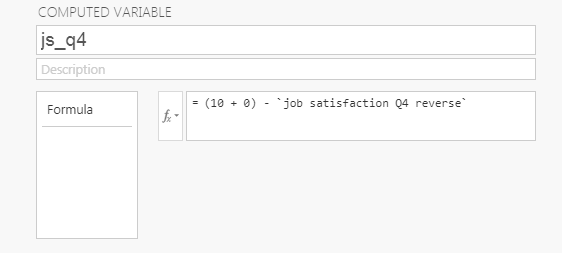 COMPUTED VARIABLE
js_q4
Description
Formula
fx
= (10 + 0) - `job satisfaction Q4 reverse`